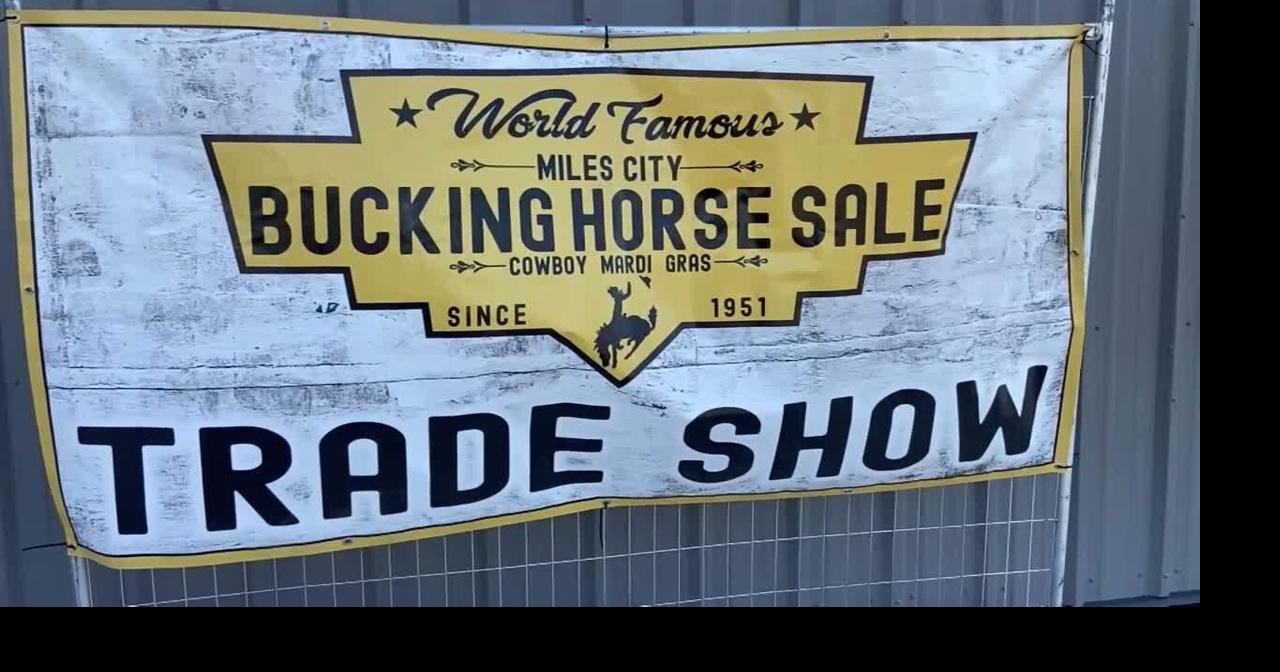 World Famous
MILES CITY
BUCKING HORSE SALE
COWBOY MARDI GRAS
SINCE 1951
TRADE SHOW